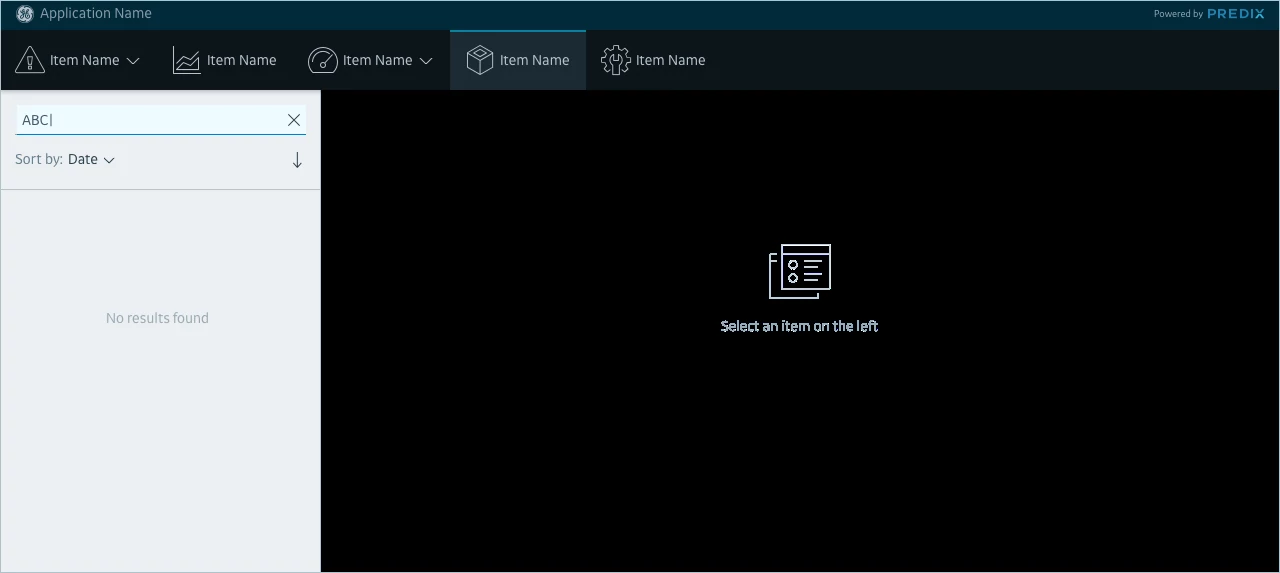 Application Name
Powered by PREDIX
Item Name
Item Name
Item Name
Item Name
Item Name
ABC
Sort by: Date
No results found
Select an item on the left